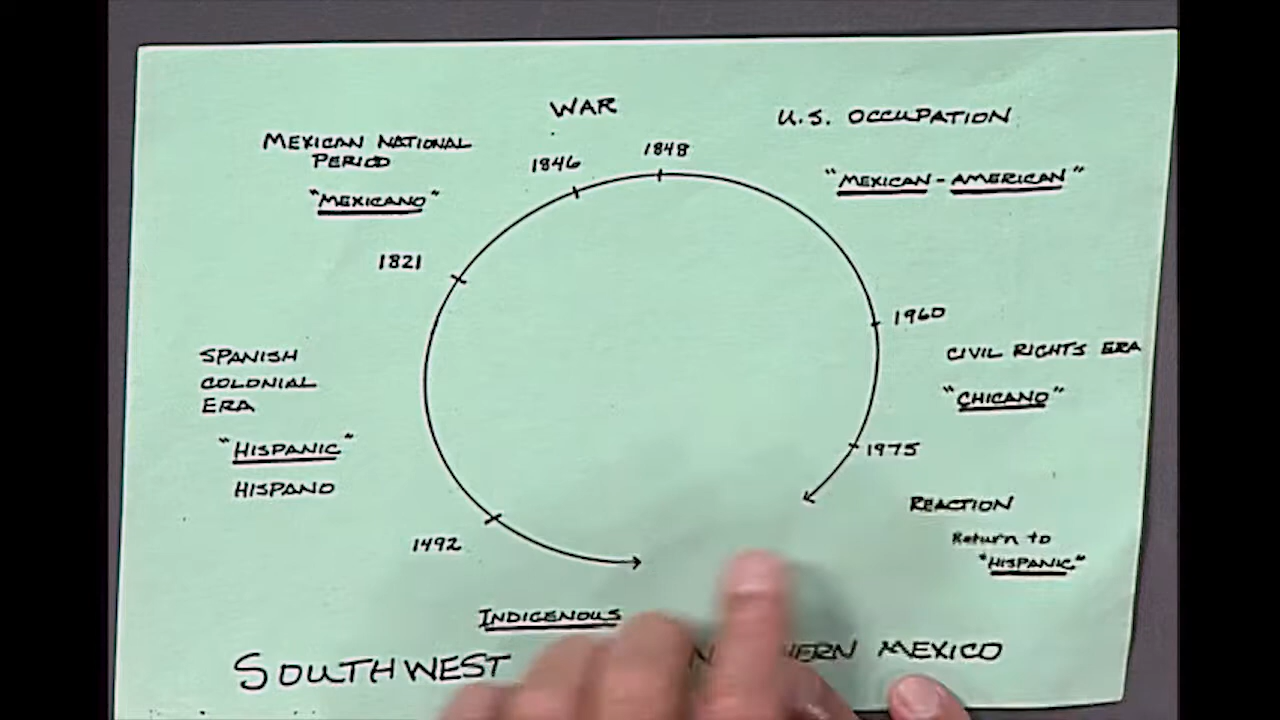 WAR
U.S. OCCUPATION
MEXICAN NATIONAL
PERIOD
"MEXICANO"
1846
1848
"MEXICAN-AMERICAN"
1821
1960
CIVIL RIGHTS ERA
"CHICANO"
SPANISH
COLONIAL
ERA
"HISPANIC"
HISPANO
1975
1492
REACTION
Return to
"HISPANIC"
INDIGENOUS
SOUTHWEST
MEXICO